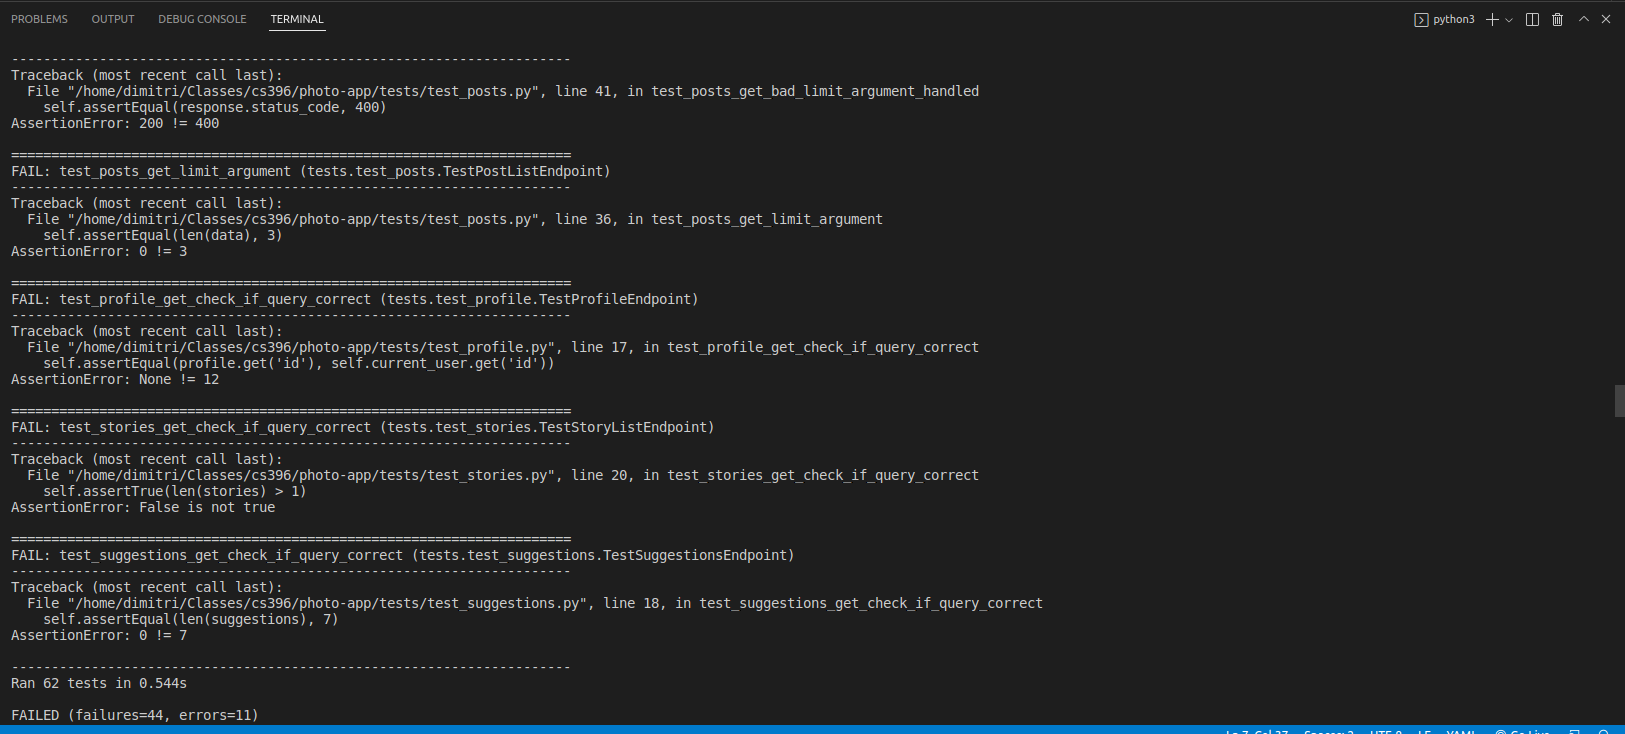 PROBLEMS OUTPUT DEBUG CONSOLE TERMINAL python3
----------------------------------------------------------------------
Traceback (most recent call last):
  File "/home/dimitri/Classes/cs396/photo-app/tests/test_posts.py", line 41, in test_posts_get_bad_limit_argument_handled
    self.assertEqual(response.status_code, 400)
AssertionError: 200 != 400
======================================================================
FAIL: test_posts_get_limit_argument (tests.test_posts.TestPostListEndpoint)
----------------------------------------------------------------------
Traceback (most recent call last):
  File "/home/dimitri/Classes/cs396/photo-app/tests/test_posts.py", line 36, in test_posts_get_limit_argument
    self.assertEqual(len(data), 3)
AssertionError: 0 != 3
======================================================================
FAIL: test_profile_get_check_if_query_correct (tests.test_profile.TestProfileEndpoint)
----------------------------------------------------------------------
Traceback (most recent call last):
  File "/home/dimitri/Classes/cs396/photo-app/tests/test_profile.py", line 17, in test_profile_get_check_if_query_correct
    self.assertEqual(profile.get('id'), self.current_user.get('id'))
AssertionError: None != 12
======================================================================
FAIL: test_stories_get_check_if_query_correct (tests.test_stories.TestStoryListEndpoint)
----------------------------------------------------------------------
Traceback (most recent call last):
  File "/home/dimitri/Classes/cs396/photo-app/tests/test_stories.py", line 20, in test_stories_get_check_if_query_correct
    self.assertTrue(len(stories) > 1)
AssertionError: False is not true
======================================================================
FAIL: test_suggestions_get_check_if_query_correct (tests.test_suggestions.TestSuggestionsEndpoint)
----------------------------------------------------------------------
Traceback (most recent call last):
  File "/home/dimitri/Classes/cs396/photo-app/tests/test_suggestions.py", line 18, in test_suggestions_get_check_if_query_correct
    self.assertEqual(len(suggestions), 7)
AssertionError: 0 != 7
----------------------------------------------------------------------
Ran 62 tests in 0.544s
FAILED (failures=44, errors=11)